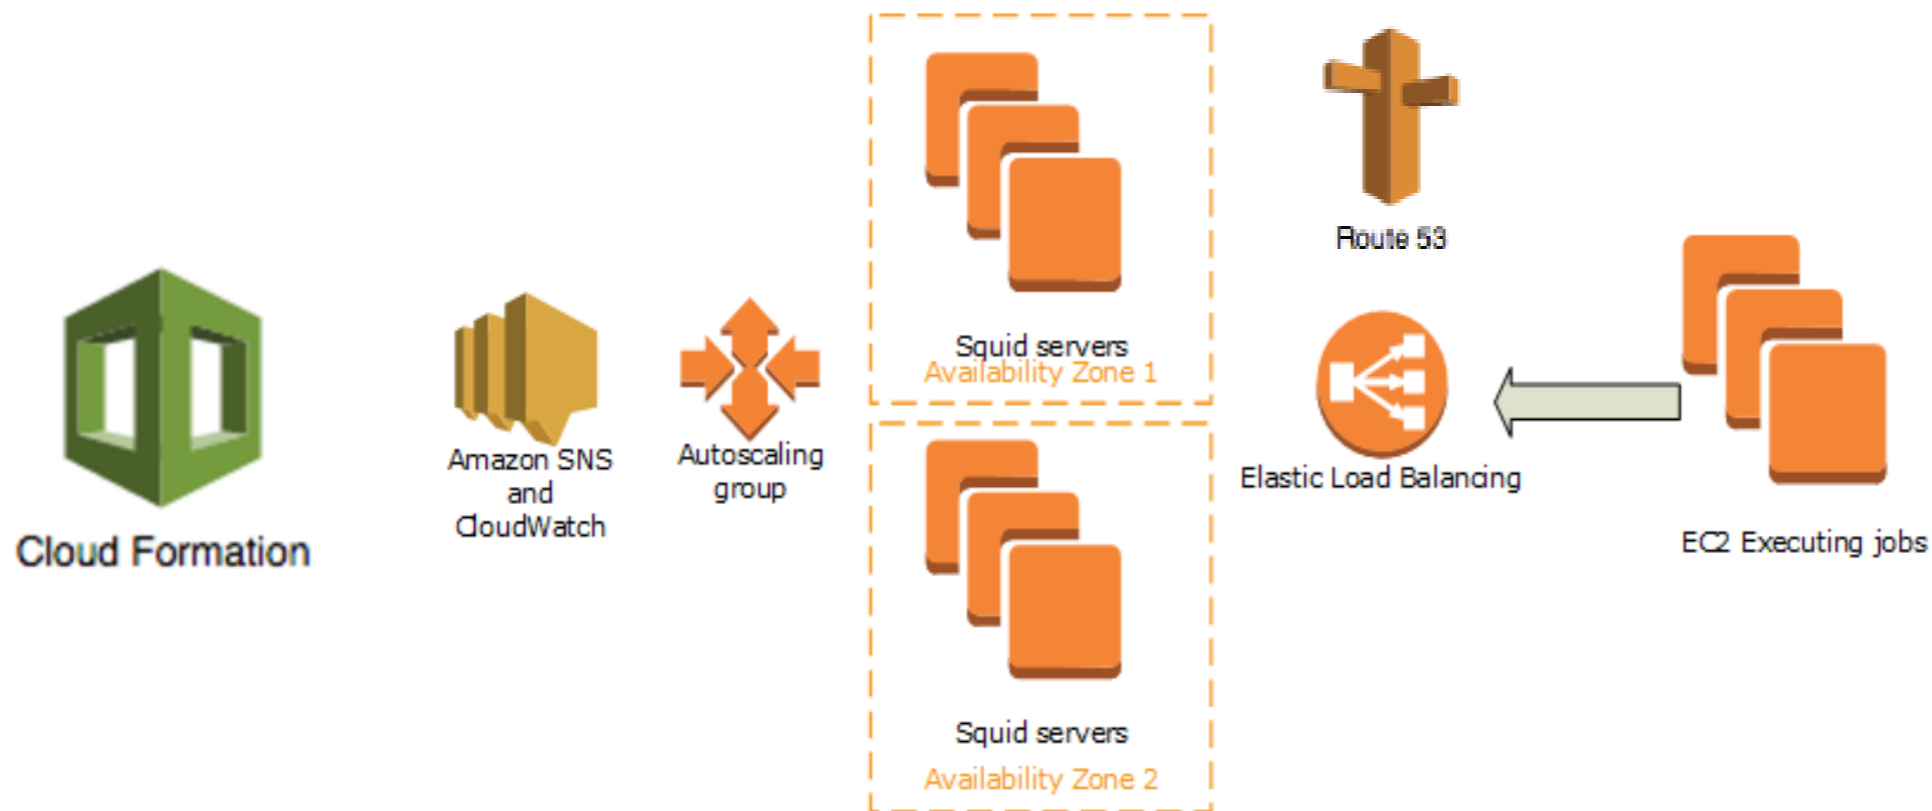 Cloud Formation
Amazon SNS
and
CloudWatch
Autoscaling
group
Squid servers
Availability Zone 1
Squid servers
Availability Zone 2
Route 53
Elastic Load Balancing
EC2 Executing jobs